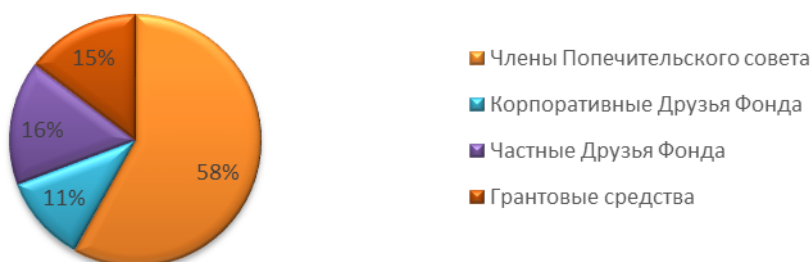 15%
16%
11%
58%
Члены Попечительского совета
Корпоративные Друзья Фонда
Частные Друзья Фонда
Грантовые средства